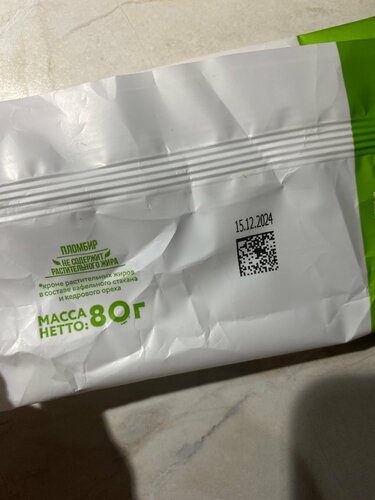 15.12.2024
ПЛОМБИР
НЕ СОДЕРЖИТ
РАСТИТЕЛЬНОГО ЖИРА
*кроме растительных жиров
в составе вафельного стакана
и кедрового ореха
МАССА
НЕТТО: 80г